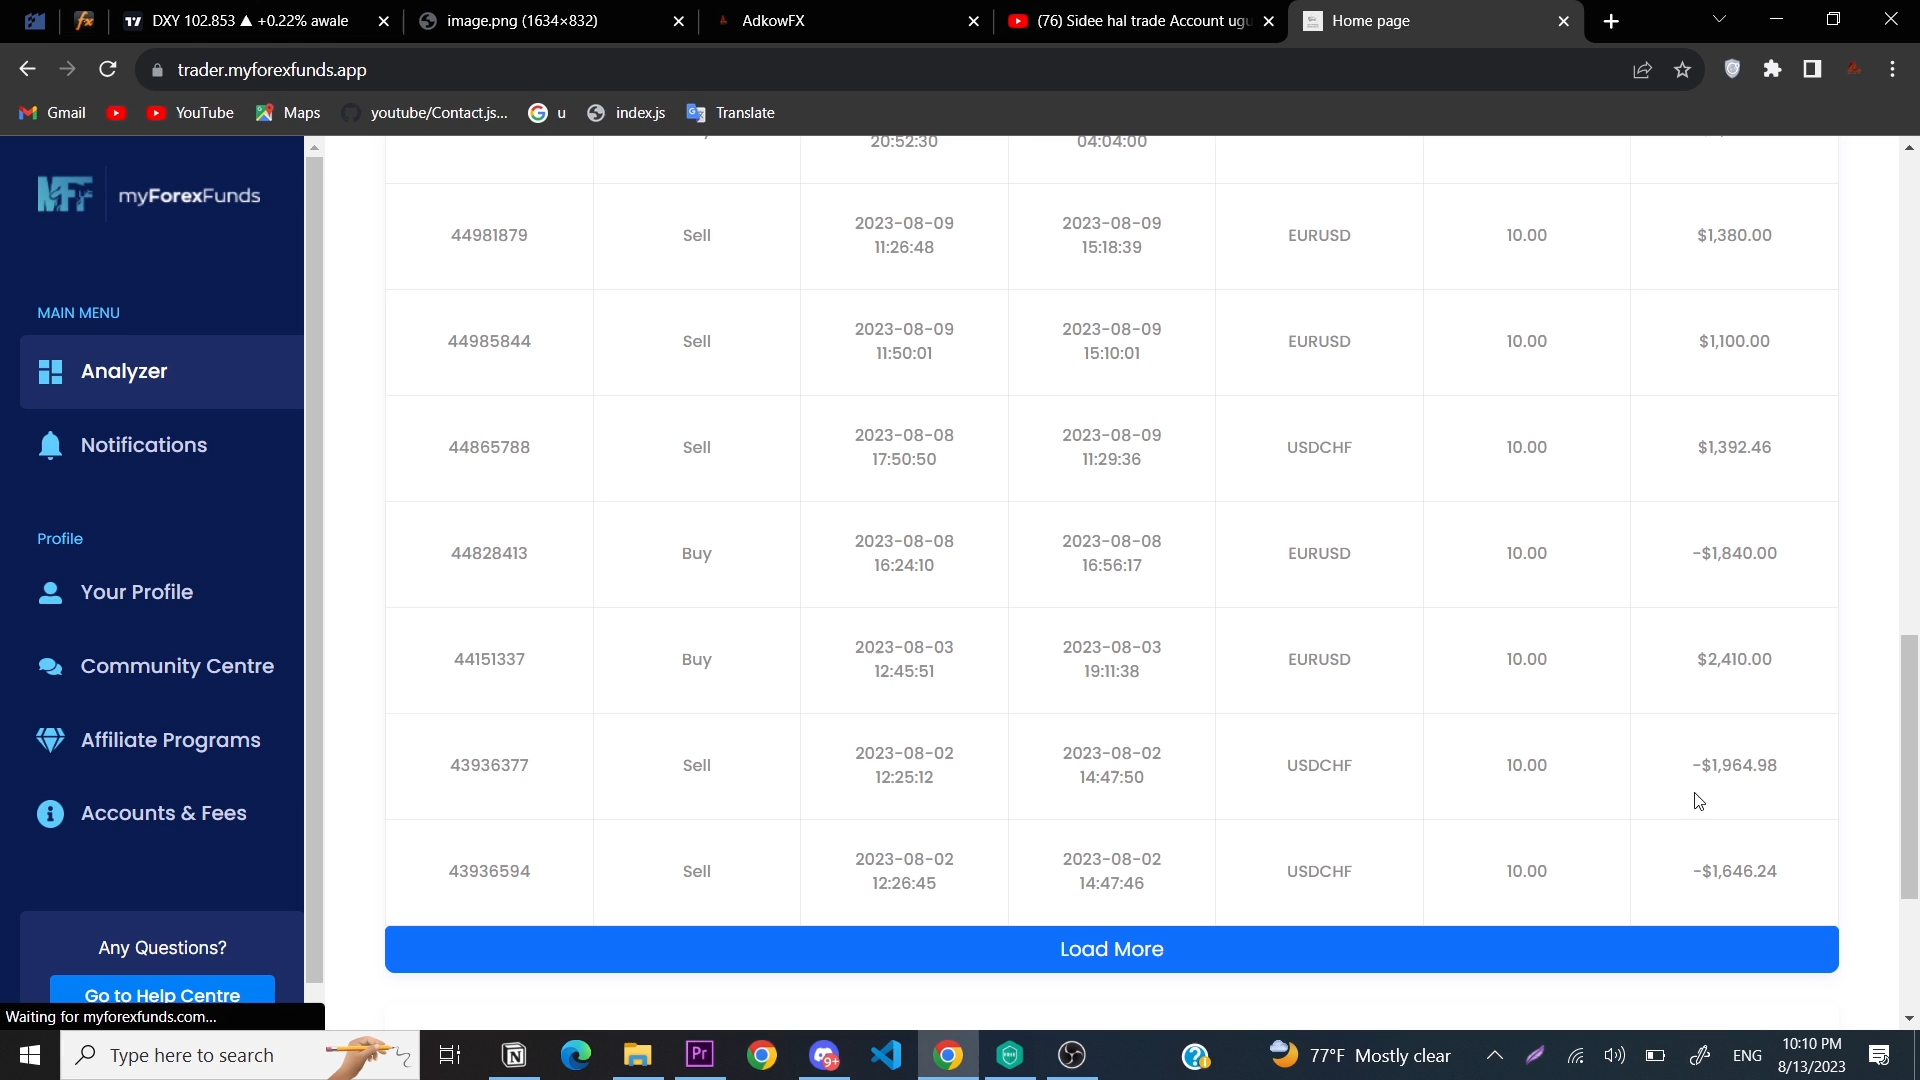 DXY 102.853 ▲ +0.22% awale
image.png (1634×832)
AdkowFX
(76) Sidee hal trade Account ugu
Home page
trader.myforexfunds.app
Gmail
YouTube
Maps
youtube/Contact.js...
u
index.js
Translate
MFF
myForexFunds
MAIN MENU
Analyzer
Notifications
Profile
Your Profile
Community Centre
Affiliate Programs
Accounts & Fees
Any Questions?
Go to Help Centre
Waiting for myforexfunds.com...
20:52:30 04:04:00
44981879 Sell 2023-08-09 11:26:48 2023-08-09 15:18:39 EURUSD 10.00 $1,380.00
44985844 Sell 2023-08-09 11:50:01 2023-08-09 15:10:01 EURUSD 10.00 $1,100.00
44865788 Sell 2023-08-08 17:50:50 2023-08-09 11:29:36 USDCHF 10.00 $1,392.46
44828413 Buy 2023-08-08 16:24:10 2023-08-08 16:56:17 EURUSD 10.00 -$1,840.00
44151337 Buy 2023-08-03 12:45:51 2023-08-03 19:11:38 EURUSD 10.00 $2,410.00
43936377 Sell 2023-08-02 12:25:12 2023-08-02 14:47:50 USDCHF 10.00 -$1,964.98
43936594 Sell 2023-08-02 12:26:45 2023-08-02 14:47:46 USDCHF 10.00 -$1,646.24
Load More
Type here to search
Pr
9+
77°F Mostly clear
ENG
10:10 PM
8/13/2023